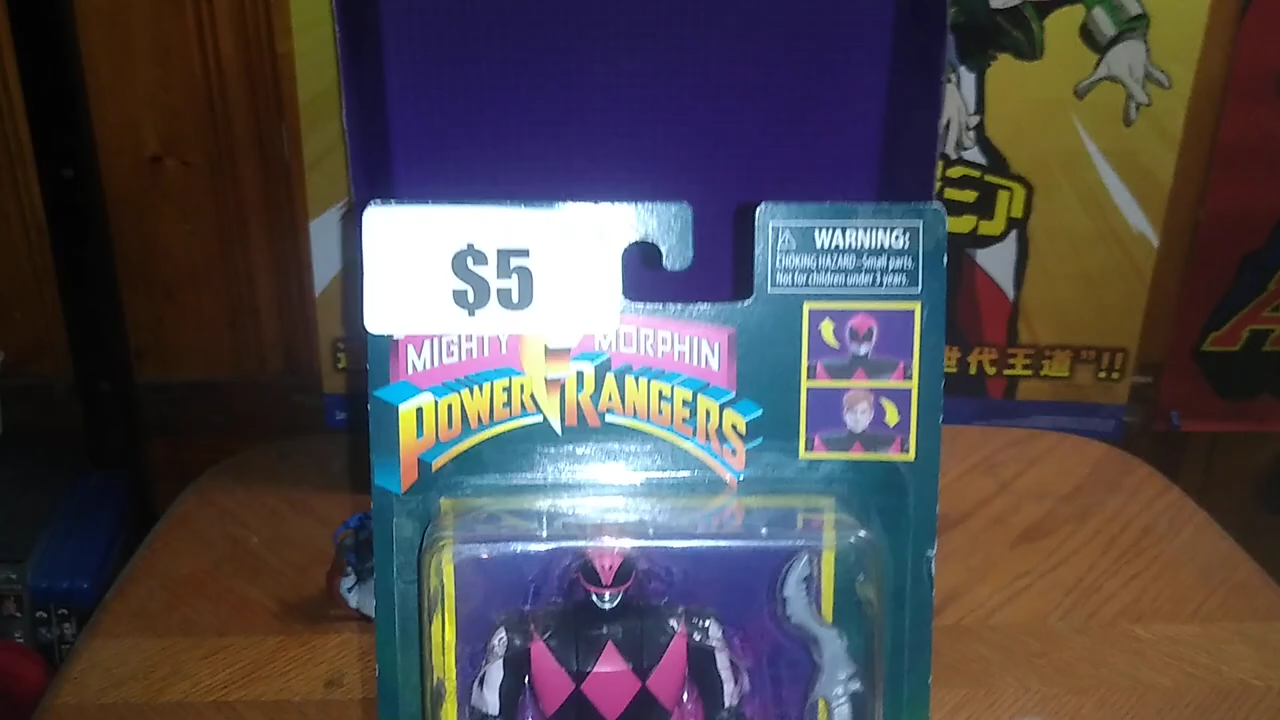 $5
WARNING:
CHOKING HAZARD-Small parts.
Not for children under 3 years.
MIGHTY MORPHIN
POWER RANGERS
世代王道"!!